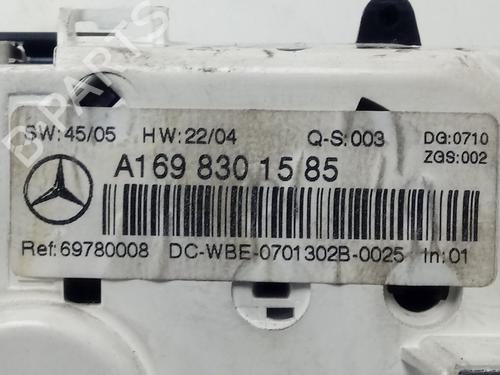 SW:45/05 HW:22/04 Q-S:003 DG:0710
ZGS:002
A169 830 15 85
Ref:69780008 DC-WBE-0701302B-0025 In:01